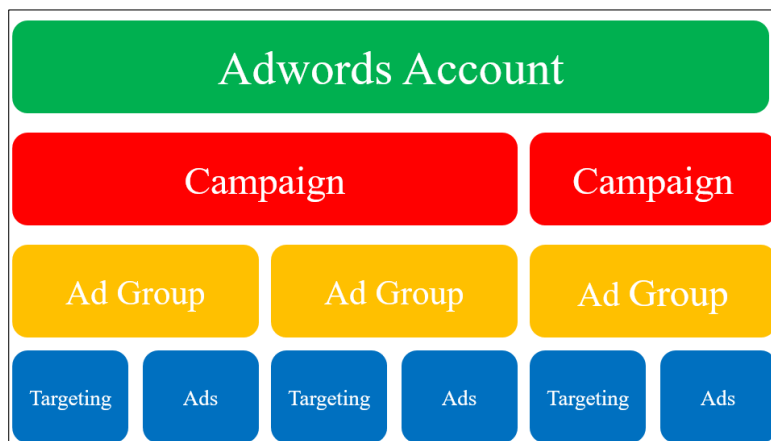 Adwords Account
Campaign Campaign
Ad Group Ad Group Ad Group
Targeting Ads Targeting Ads Targeting Ads